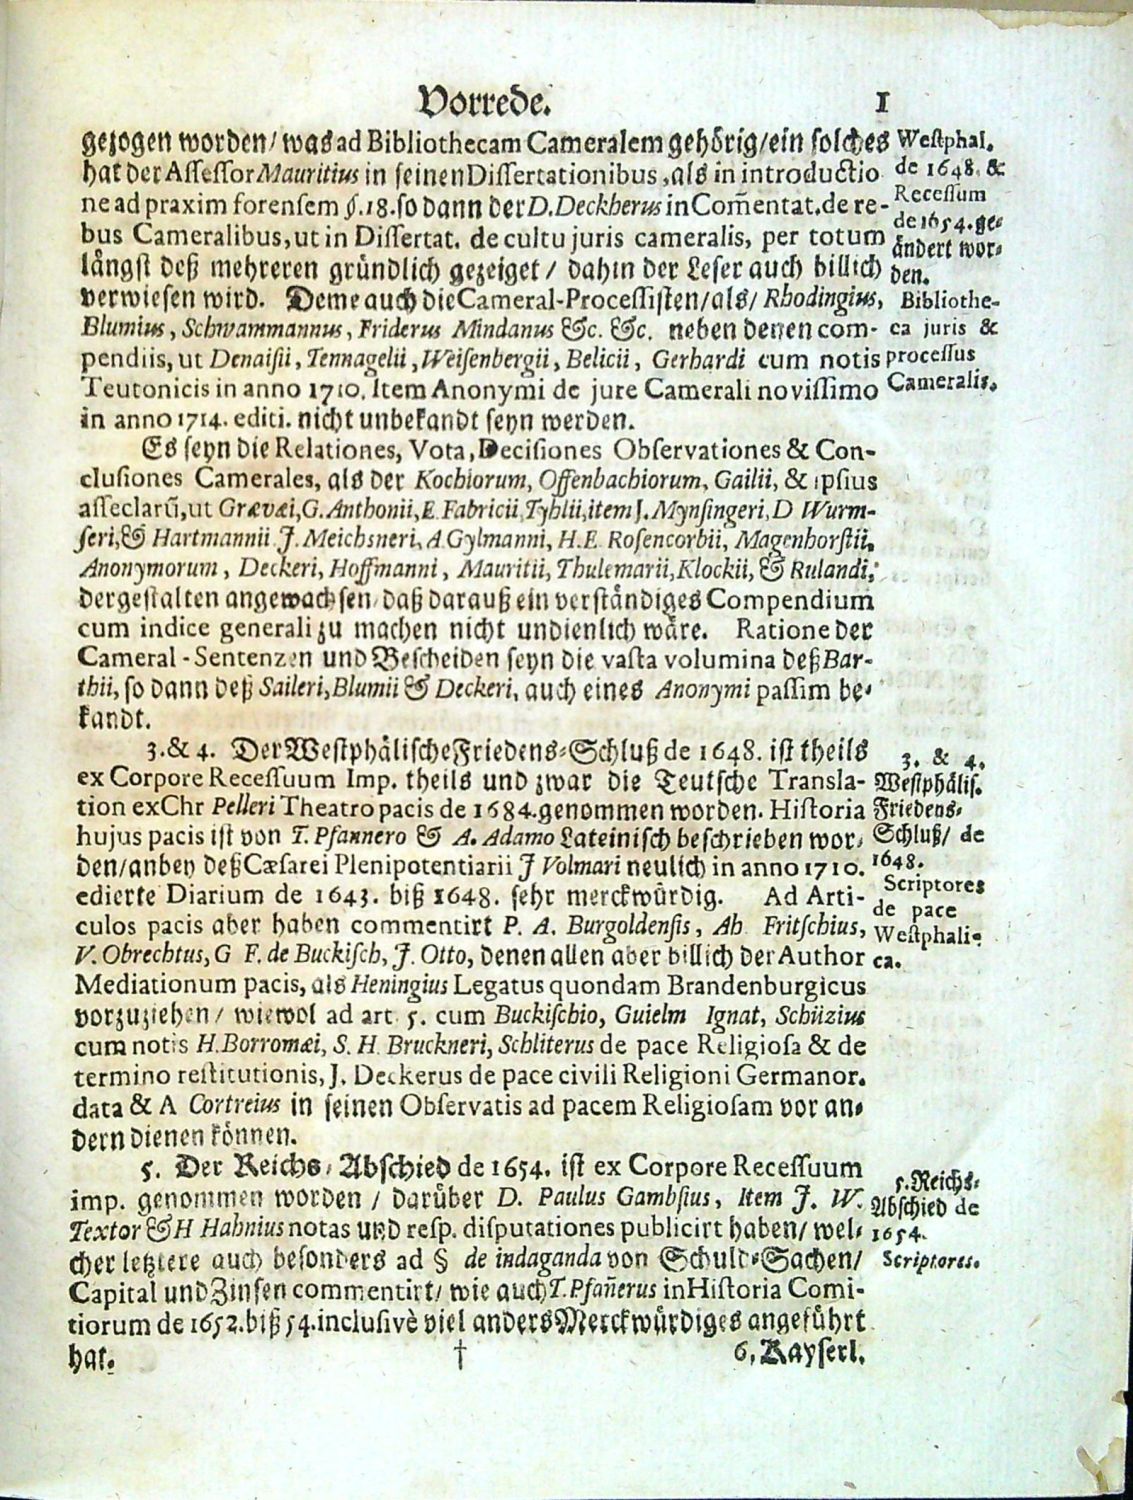 Vorrede. 1
gezogen worden/ was ad Bibliothecam Cameralem gehörig/ ein solches
hat der Assessor Mauritius in seinen Dissertationibus, als in introductio
ne ad praxim forensem §. 18. so dann der D. Deckherus in Com̃entat. de re-
bus Cameralibus, ut in Dissertat. de cultu juris cameralis, per totum
längst deß mehreren gründlich gezeiget / dahin der Leser auch billich
verwiesen wird. Deme auch die Cameral-Processisten/ als/ Rhodingius,
Blumius, Schwammannus, Friderus Mindanus &c. &c. neben denen com-
pendiis, ut Denaisii, Tennagelii, Weisenbergii, Belicii, Gerhardi cum notis
Teutonicis in anno 1710. Item Anonymi de jure Camerali novissimo
in anno 1714. editi. nicht unbekandt seyn werden.
Westphal.
de 1648. &
Recessum
de 1654. ge-
ändert wor-
den.
Bibliothe-
ca juris &
processus
Cameralis.
Es seyn die Relationes, Vota, Decisiones Observationes & Con-
clusiones Camerales, als der Kochiorum, Offenbachiorum, Gailii, & ipsius
asseclarũ, ut Grævæi, G. Anthonii, E. Fabricii, Tyblii, item J. Mynsingeri, D Wurm-
seri, & Hartmannii J. Meichsneri, A. Gylmanni, H. E. Rosencorbii, Magenhorstii,
Anonymorum, Deckeri, Hoffmanni, Mauritii, Thulemarii, Klockii, & Rulandi,
dergestalten angewachsen/ daß darauß ein verständiges Compendium
cum indice generali zu machen nicht undienlich wäre. Ratione der
Cameral-Sentenzen und Bescheiden seyn die vasta volumina deß Bar-
thii, so dann deß Saileri, Blumii & Deckeri, auch eines Anonymi passim be-
kandt.
3. & 4. Der Westphälische Friedens-Schluß de 1648. ist theils
ex Corpore Recessuum Imp. theils und zwar die Teutsche Transla-
tion ex Chr Pelleri Theatro pacis de 1684. genommen worden. Historia
hujus pacis ist von T. Pfannero & A. Adamo Lateinisch beschrieben wor-
den/ anbey deß Cæsarei Plenipotentiarii J Volmari neulich in anno 1710.
edierte Diarium de 1643. biß 1648. sehr merckwürdig. Ad Arti-
culos pacis aber haben commentirt P. A. Burgoldensis, Ah. Fritschius,
V. Obrechtus, G F. de Buckisch, J. Otto, denen allen aber billich der Author
Mediationum pacis, als Heningius Legatus quondam Brandenburgicus
vorzuziehen/ wiewol ad art 5. cum Buckischio, Guielm Ignat, Schüzius
cum notis H. Borromæi, S. H. Bruckneri, Schliterus de pace Religiosa & de
termino restitutionis, J. Deckerus de pace civili Religioni Germanor.
data & A Cortreius in seinen Observatis ad pacem Religiosam vor an-
dern dienen können.
3. & 4.
Westphälis.
Friedens-
Schluß/ de
1648.
Scriptores
de pace
Westphali-
ca.
5. Der Reichs-Abschied de 1654. ist ex Corpore Recessuum
imp. genommen worden / darüber D. Paulus Gambsius, Item J. W.
Textor & H Hahnius notas und resp. disputationes publicirt haben/ wel-
cher letztere auch besonders ad § de indaganda von Schuld-Sachen/
Capital und Zinsen commentirt/ wie auch T. Pfañerus in Historia Comi-
tiorum de 1652. biß 54. inclusivè viel anders Merckwürdiges angeführt
hat.
5. Reichs-
Abschied de
1654.
Scriptores.
† 6. Kayserl.